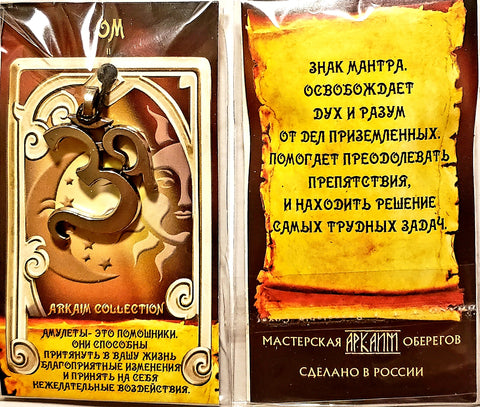 ОМ
ARKAIM COLLECTION
АМУЛЕТЫ- ЭТО ПОМОЩНИКИ.
ОНИ СПОСОБНЫ
ПРИТЯНУТЬ В ВАШУ ЖИЗНЬ
БЛАГОПРИЯТНЫЕ ИЗМЕНЕНИЯ
И ПРИНЯТЬ НА СЕБЯ
НЕЖЕЛАТЕЛЬНЫЕ ВОЗДЕЙСТВИЯ.
ЗНАК МАНТРА.
ОСВОБОЖДАЕТ
ДУХ И РАЗУМ
ОТ ДЕЛ ПРИЗЕМЛЕННЫХ.
ПОМОГАЕТ ПРЕОДОЛЕВАТЬ
ПРЕПЯТСТВИЯ,
И НАХОДИТЬ РЕШЕНИЕ
САМЫХ ТРУДНЫХ ЗАДАЧ.
МАСТЕРСКАЯ АРКАИМ ОБЕРЕГОВ
СДЕЛАНО В РОССИИ